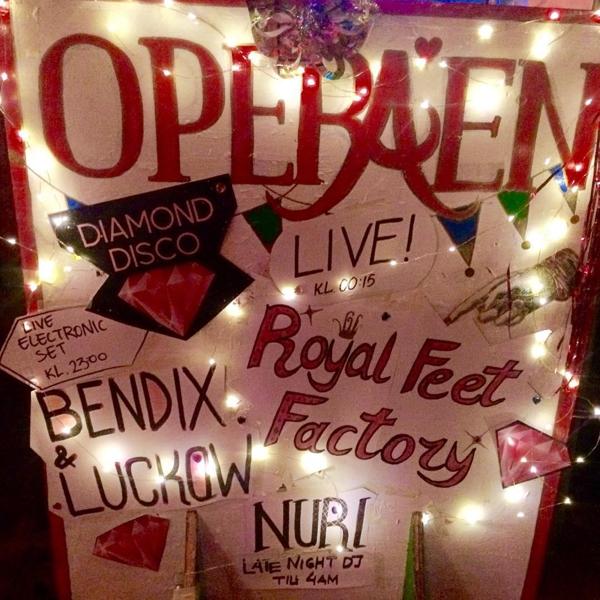 OPERAEN
DIAMOND
DISCO
LIVE!
KL. 00:15
LIVE
ELECTRONIC
SET
KL. 23:00
BENDIX
&
LUCKOW
Royal Feet
Factory
NURI
LATE NIGHT DJ
TILL 4AM